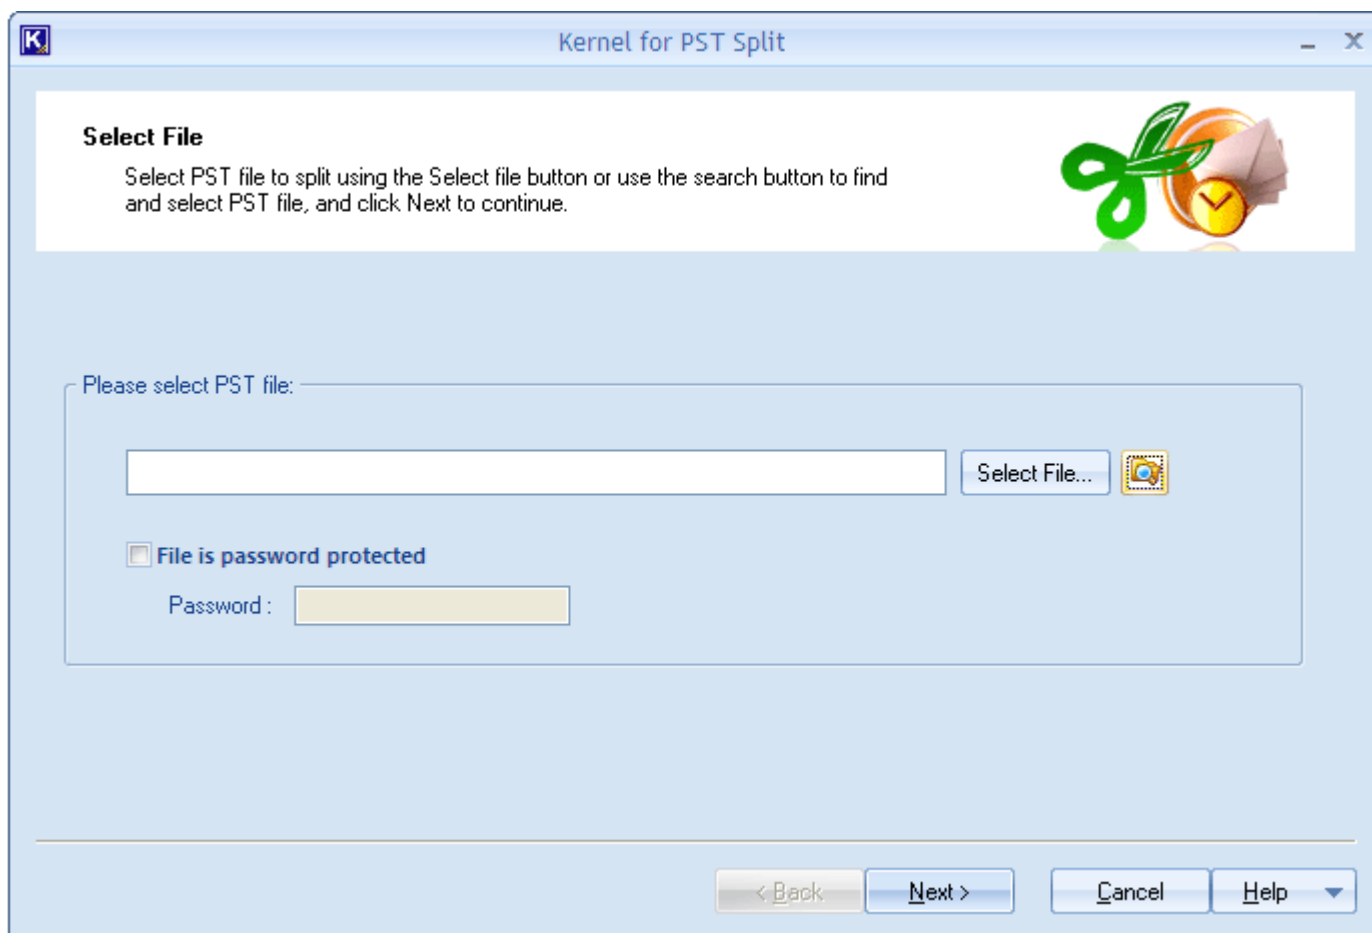 K
Kernel for PST Split
Select File
Select PST file to split using the Select file button or use the search button to find
and select PST file, and click Next to continue.
Please select PST file:
Select File...
File is password protected
Password :
< Back
Next >
Cancel
Help